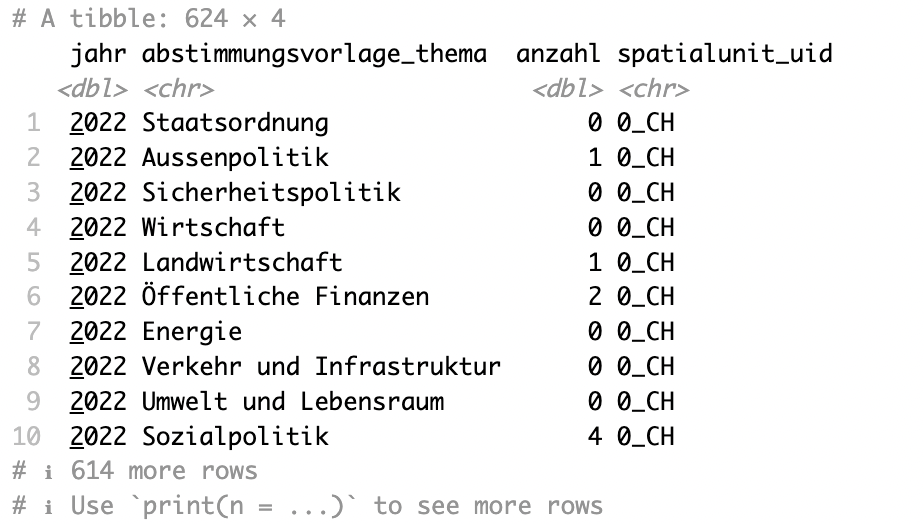 # A tibble: 624 × 4
jahr abstimmungsvorlage_thema anzahl spatialunit_uid
<dbl> <chr> <dbl> <chr>
1 2022 Staatsordnung 0 0_CH
2 2022 Aussenpolitik 1 0_CH
3 2022 Sicherheitspolitik 0 0_CH
4 2022 Wirtschaft 0 0_CH
5 2022 Landwirtschaft 1 0_CH
6 2022 Öffentliche Finanzen 2 0_CH
7 2022 Energie 0 0_CH
8 2022 Verkehr und Infrastruktur 0 0_CH
9 2022 Umwelt und Lebensraum 0 0_CH
10 2022 Sozialpolitik 4 0_CH
# ℹ 614 more rows
# ℹ Use `print(n = ...)` to see more rows